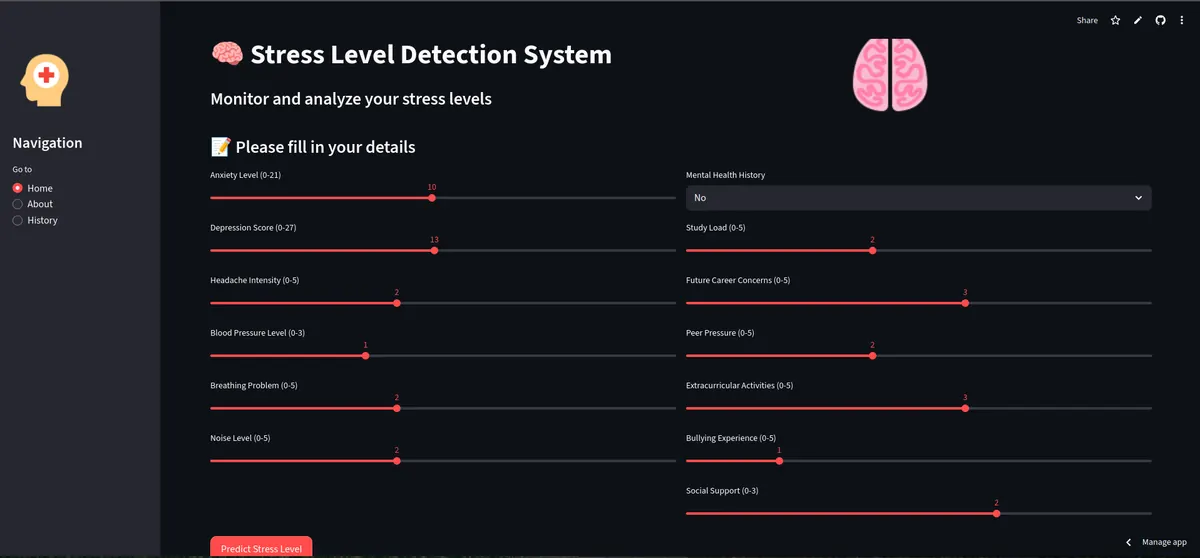 Share
Stress Level Detection System
Monitor and analyze your stress levels
Navigation
Go to
Home
About
History
Please fill in your details
Anxiety Level (0-21)
10
Depression Score (0-27)
13
Headache Intensity (0-5)
2
Blood Pressure Level (0-3)
1
Breathing Problem (0-5)
2
Noise Level (0-5)
2
Mental Health History
No
Study Load (0-5)
2
Future Career Concerns (0-5)
3
Peer Pressure (0-5)
2
Extracurricular Activities (0-5)
3
Bullying Experience (0-5)
1
Social Support (0-3)
2
Predict Stress Level
Manage app